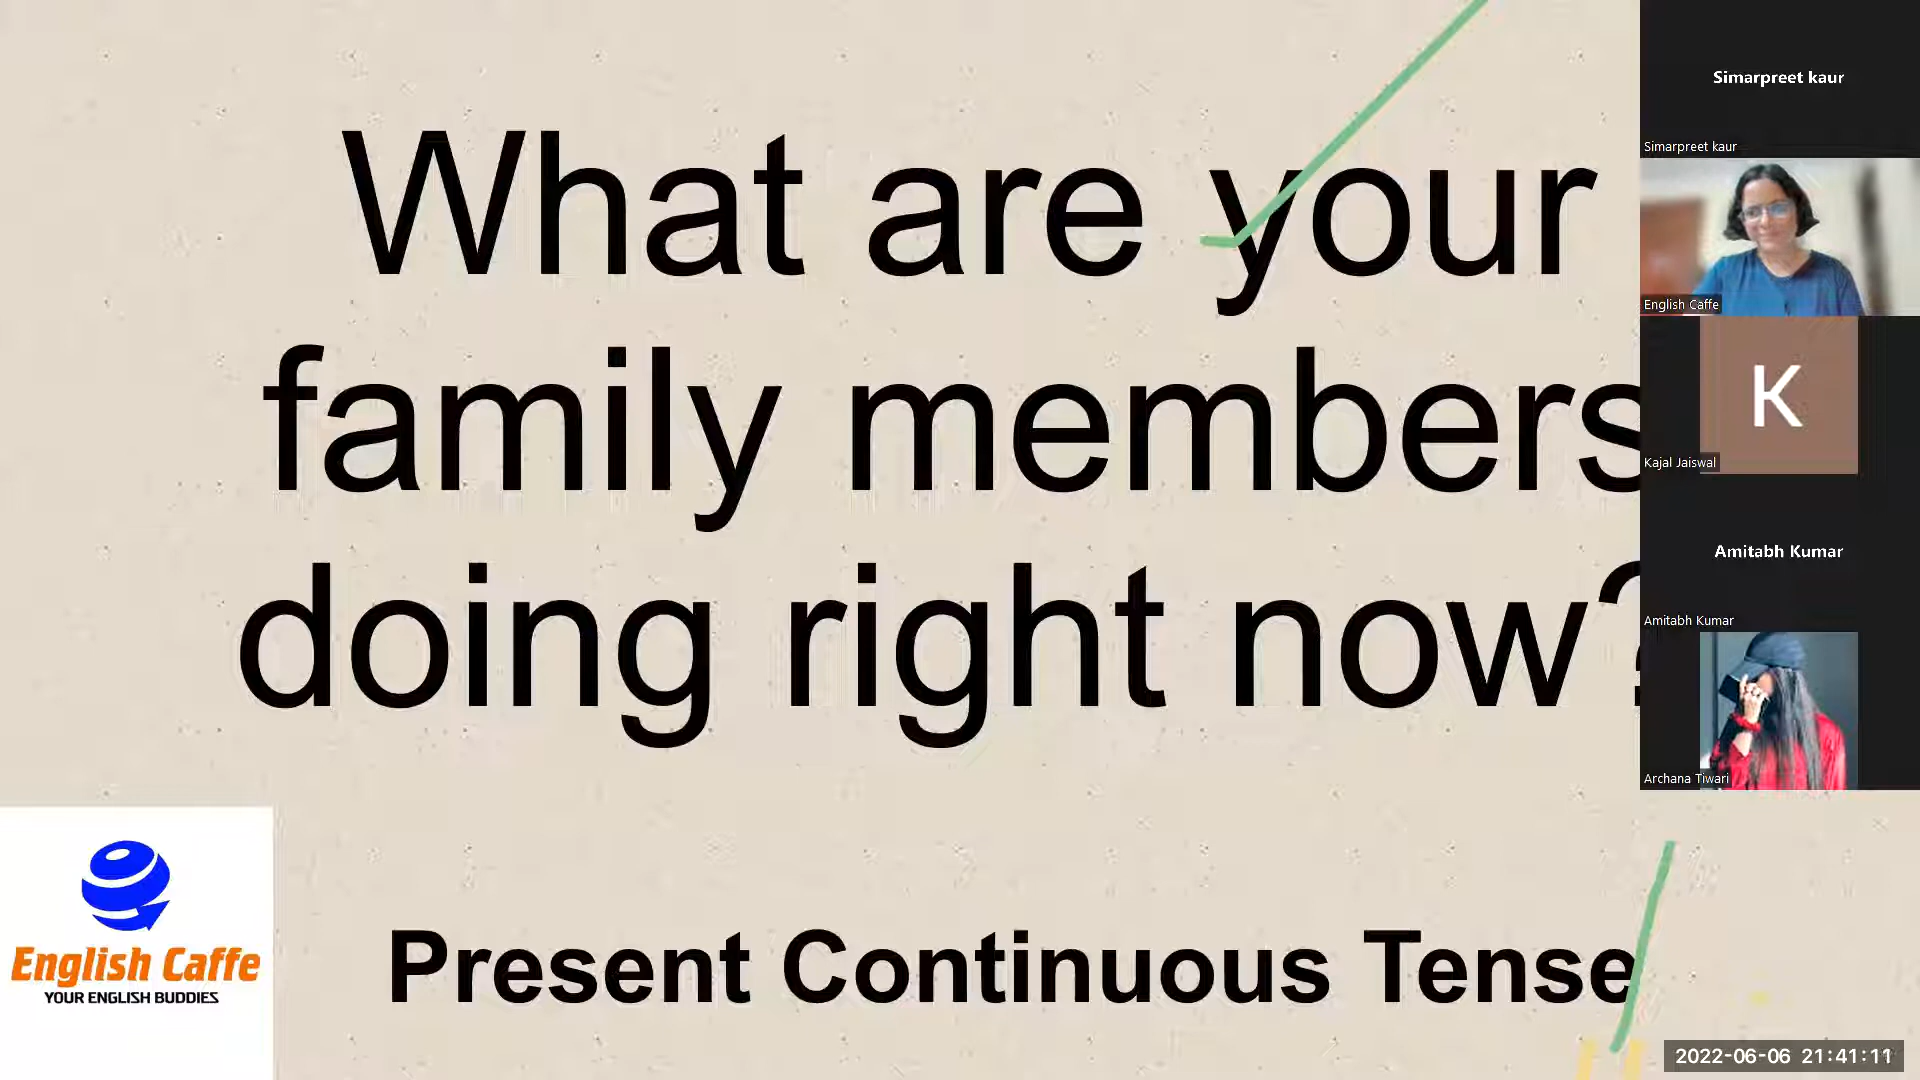 What are your
family members
doing right now?
Present Continuous Tense
English Caffe
YOUR ENGLISH BUDDIES
Simarpreet kaur
Simarpreet kaur
English Caffe
K
Kajal Jaiswal
Amitabh Kumar
Amitabh Kumar
Archana Tiwari
2022-06-06 21:41:11